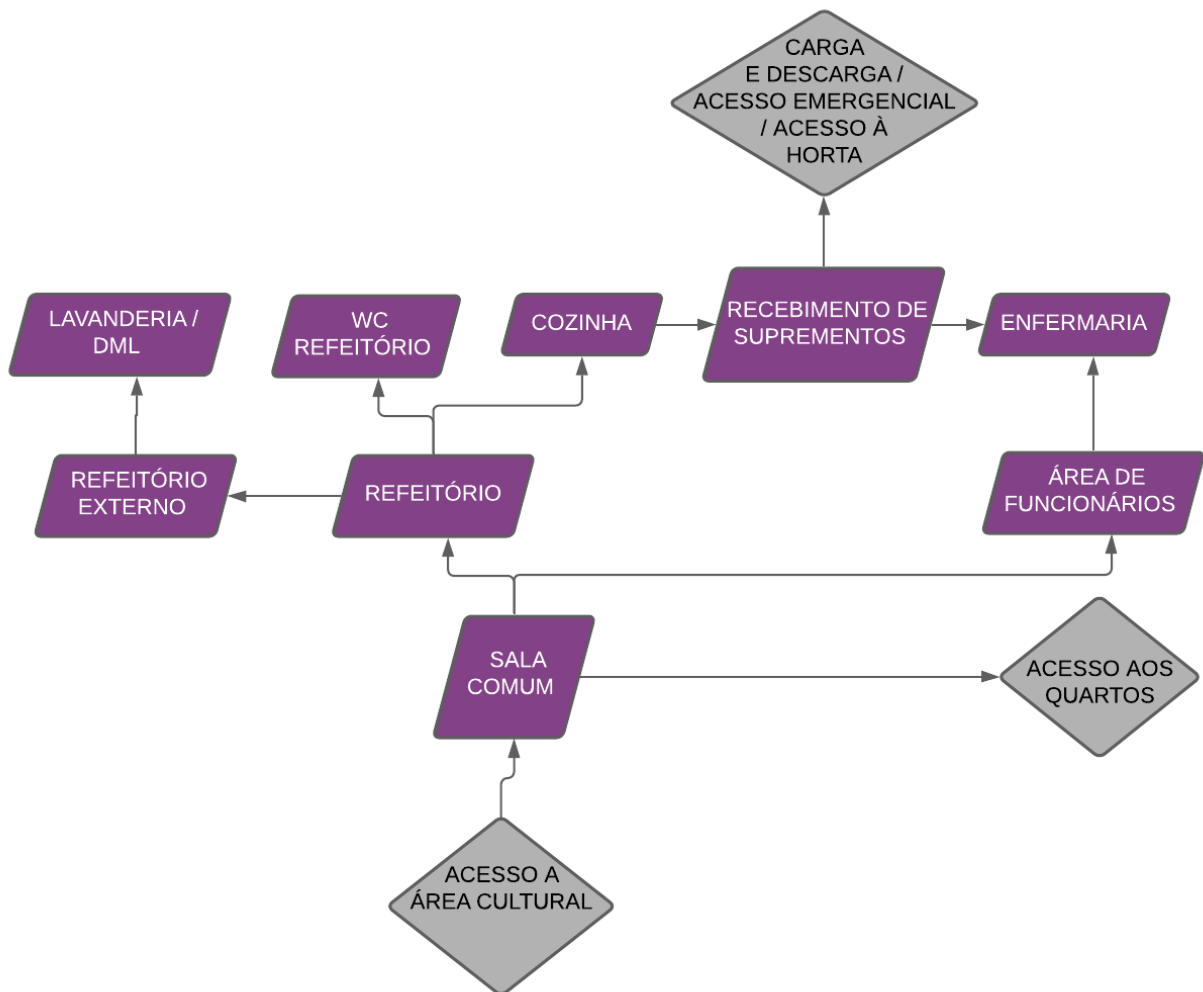 CARGA
E DESCARGA /
ACESSO EMERGENCIAL
/ ACESSO À
HORTA
LAVANDERIA /
DML
WC
REFEITÓRIO
COZINHA
RECEBIMENTO DE
SUPREMENTOS
ENFERMARIA
REFEITÓRIO
EXTERNO
REFEITÓRIO
ÁREA DE
FUNCIONÁRIOS
SALA
COMUM
ACESSO AOS
QUARTOS
ACESSO A
ÁREA CULTURAL